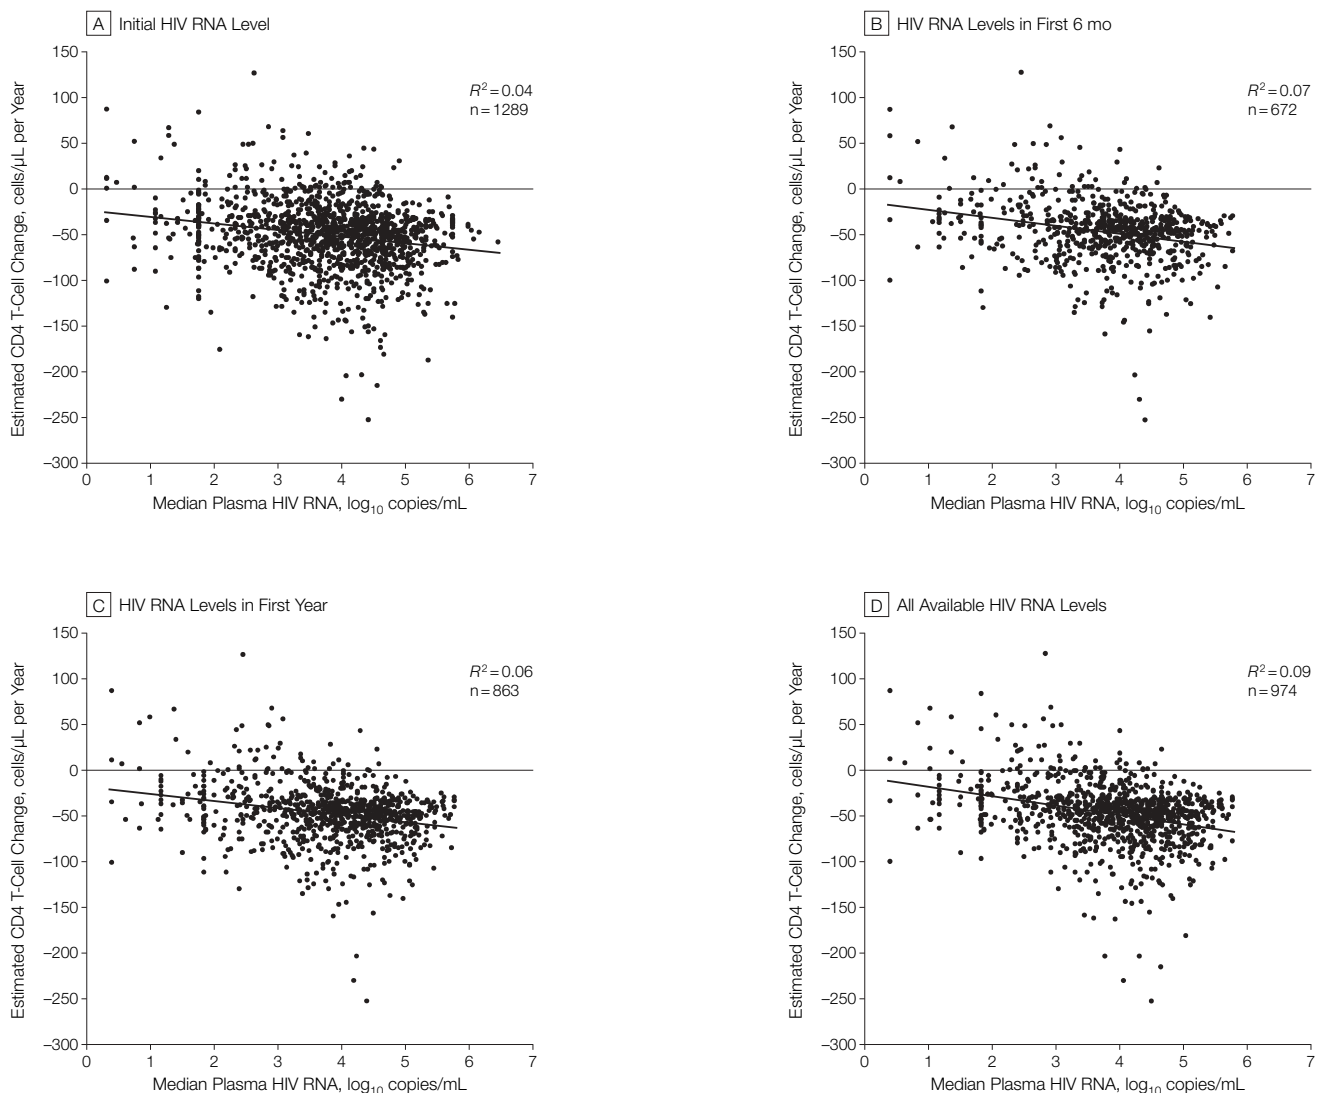 A Initial HIV RNA Level
150
100
50
0
–50
–100
–150
–200
–250
–300
Estimated CD4 T-Cell Change, cells/µL per Year
R² = 0.04
n = 1289
0 1 2 3 4 5 6 7
Median Plasma HIV RNA, log₁₀ copies/mL
B HIV RNA Levels in First 6 mo
150
100
50
0
–50
–100
–150
–200
–250
–300
Estimated CD4 T-Cell Change, cells/µL per Year
R² = 0.07
n = 672
0 1 2 3 4 5 6 7
Median Plasma HIV RNA, log₁₀ copies/mL
C HIV RNA Levels in First Year
150
100
50
0
–50
–100
–150
–200
–250
–300
Estimated CD4 T-Cell Change, cells/µL per Year
R² = 0.06
n = 863
0 1 2 3 4 5 6 7
Median Plasma HIV RNA, log₁₀ copies/mL
D All Available HIV RNA Levels
150
100
50
0
–50
–100
–150
–200
–250
–300
Estimated CD4 T-Cell Change, cells/µL per Year
R² = 0.09
n = 974
0 1 2 3 4 5 6 7
Median Plasma HIV RNA, log₁₀ copies/mL